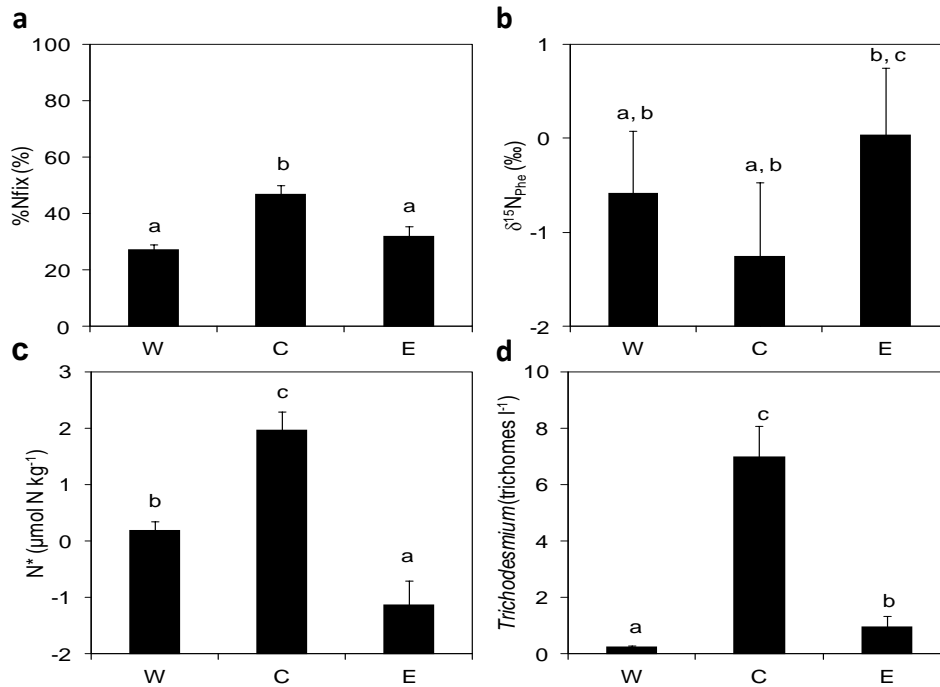 a
100
80
60
40
20
0
%Nfix (%)
a
b
a
W C E
b
1
0
-1
-2
δ¹⁵N_Phe (‰)
a, b
a, b
b, c
W C E
c
3
2
1
0
-1
-2
N* (µmol N kg⁻¹)
b
c
a
W C E
d
10
8
6
4
2
0
Trichodesmium (trichomes l⁻¹)
a
c
b
W C E